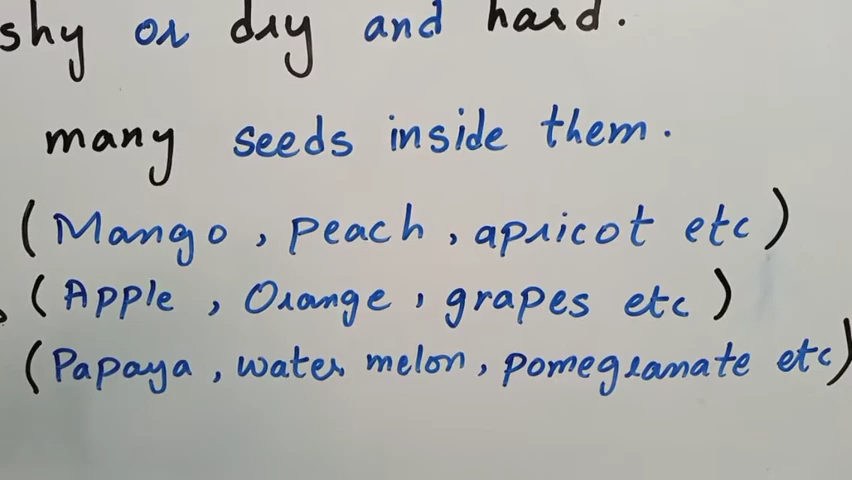 shy or dry and hard.
many seeds inside them.
(Mango, peach, apricot etc)
(Apple, Orange, grapes etc)
(Papaya, water melon, pomegranate etc)